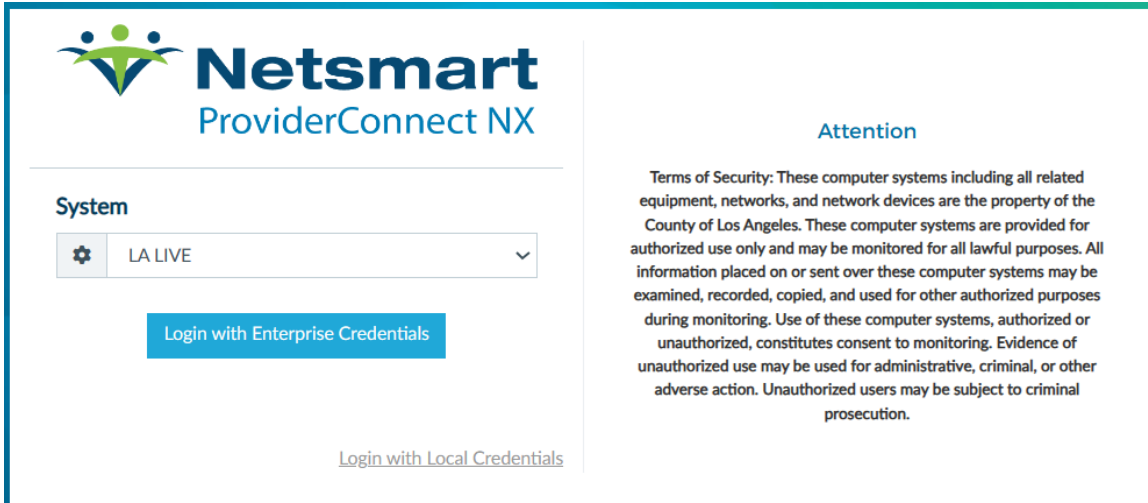 Netsmart
ProviderConnect NX
System
LA LIVE
Login with Enterprise Credentials
Login with Local Credentials
Attention
Terms of Security: These computer systems including all related
equipment, networks, and network devices are the property of the
County of Los Angeles. These computer systems are provided for
authorized use only and may be monitored for all lawful purposes. All
information placed on or sent over these computer systems may be
examined, recorded, copied, and used for other authorized purposes
during monitoring. Use of these computer systems, authorized or
unauthorized, constitutes consent to monitoring. Evidence of
unauthorized use may be used for administrative, criminal, or other
adverse action. Unauthorized users may be subject to criminal
prosecution.